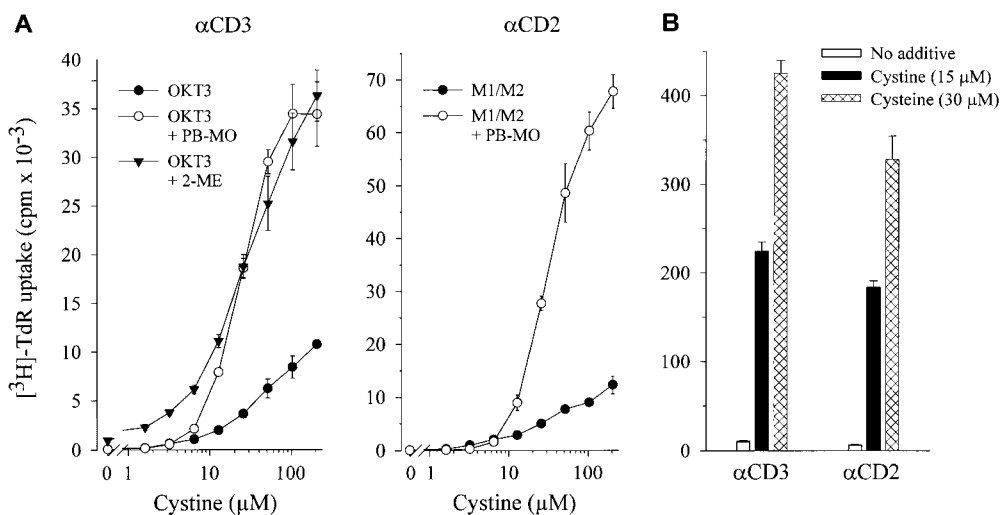 A
αCD3
αCD2
B
[³H]-TdR uptake (cpm x 10⁻³)
40
35
30
25
20
15
10
5
0
OKT3
OKT3
+ PB-MO
OKT3
+ 2-ME
0 1 10 100
Cystine (μM)
70
60
50
40
30
20
10
0
M1/M2
M1/M2
+ PB-MO
0 1 10 100
Cystine (μM)
No additive
Cystine (15 μM)
Cysteine (30 μM)
400
300
200
100
0
αCD3 αCD2